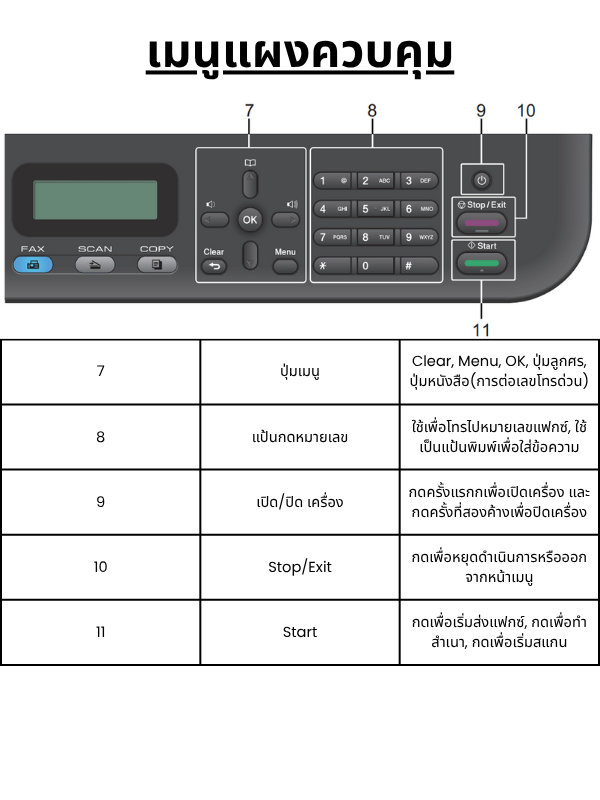 เมนูแผงควบคุม
7 8 9 10
Stop/Exit
Start
1 2 ABC 3 DEF
4 GHI 5 JKL 6 MNO
7 PQRS 8 TUV 9 WXYZ
* 0 #
OK
Clear Menu
FAX SCAN COPY
11
7 ปุ่มเมนู Clear, Menu, OK, ปุ่มลูกศร,
ปุ่มหนังสือ(การต่อเลขโทรด่วน)
8 แป้นกดหมายเลข ใช้เพื่อโทรไปหมายเลขแฟกซ์, ใช้
เป็นแป้นพิมพ์เพื่อใส่ข้อความ
9 เปิด/ปิด เครื่อง กดครั้งแรกกเพื่อเปิดเครื่อง และ
กดครั้งที่สองค้างเพื่อปิดเครื่อง
10 Stop/Exit กดเพื่อหยุดดำเนินการหรือออก
จากหน้าเมนู
11 Start กดเพื่อเริ่มส่งแฟกซ์, กดเพื่อทำ
สำเนา, กดเพื่อเริ่มสแกน